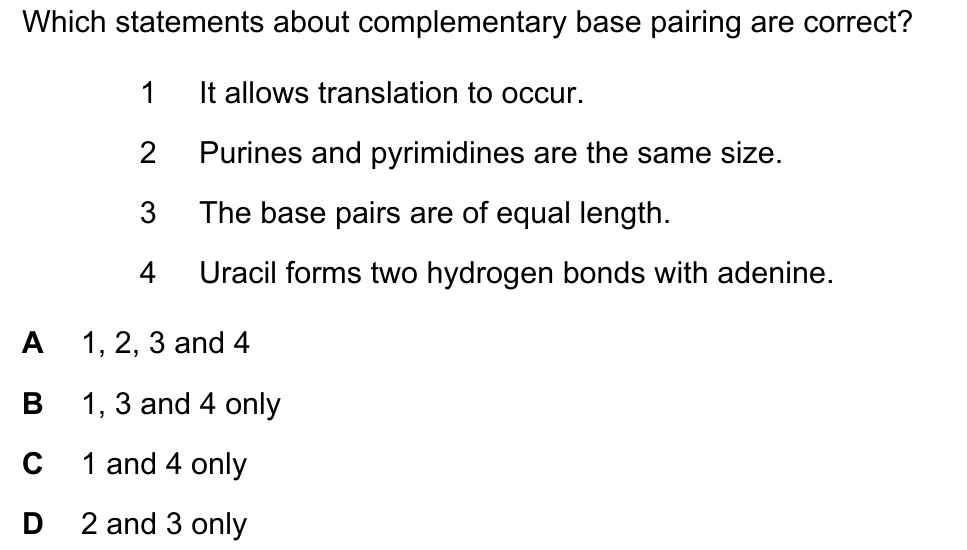 Which statements about complementary base pairing are correct?
1 It allows translation to occur.
2 Purines and pyrimidines are the same size.
3 The base pairs are of equal length.
4 Uracil forms two hydrogen bonds with adenine.
A 1, 2, 3 and 4
B 1, 3 and 4 only
C 1 and 4 only
D 2 and 3 only